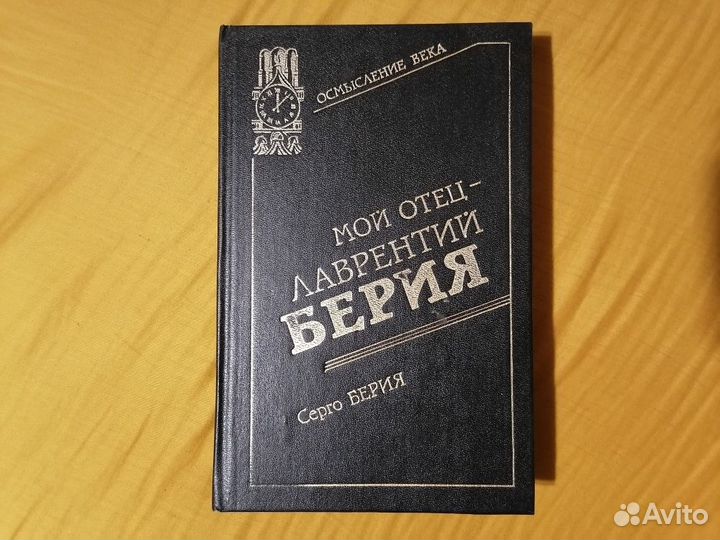 ОСМЫСЛЕНИЕ ВЕКА
МОЙ ОТЕЦ –
ЛАВРЕНТИЙ
БЕРИЯ
Серго БЕРИЯ
Avito